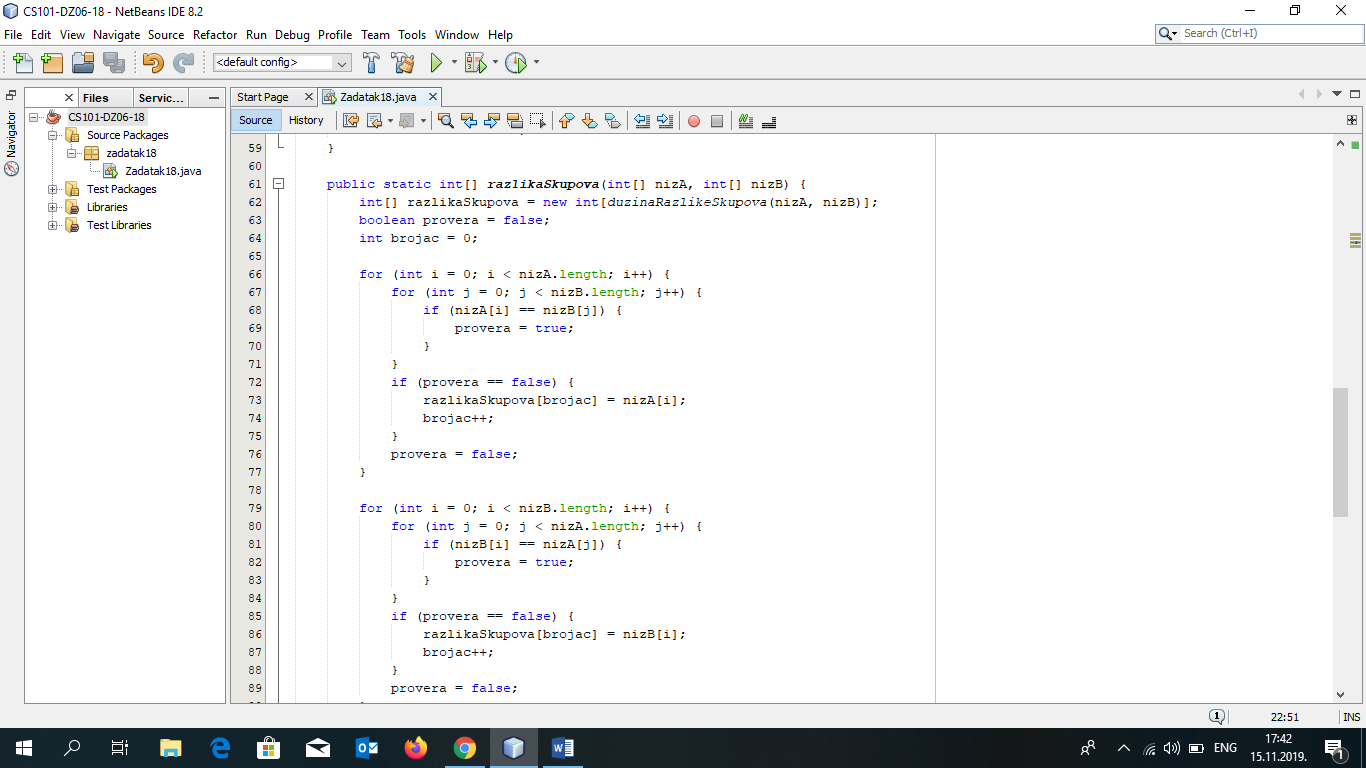 CS101-DZ06-18 - NetBeans IDE 8.2
File Edit View Navigate Source Refactor Run Debug Profile Team Tools Window Help
Search (Ctrl+I)
<default config>
Files Servic...
Start Page Zadatak18.java
Navigator
CS101-DZ06-18
Source Packages
zadatak18
Zadatak18.java
Test Packages
Libraries
Test Libraries
Source History
59 }
60
61 public static int[] razlikaSkupova(int[] nizA, int[] nizB) {
62 int[] razlikaSkupova = new int[duzinaRazlikeSkupova(nizA, nizB)];
63 boolean provera = false;
64 int brojac = 0;
65
66 for (int i = 0; i < nizA.length; i++) {
67 for (int j = 0; j < nizB.length; j++) {
68 if (nizA[i] == nizB[j]) {
69 provera = true;
70 }
71 }
72 if (provera == false) {
73 razlikaSkupova[brojac] = nizA[i];
74 brojac++;
75 }
76 provera = false;
77 }
78
79 for (int i = 0; i < nizB.length; i++) {
80 for (int j = 0; j < nizA.length; j++) {
81 if (nizB[i] == nizA[j]) {
82 provera = true;
83 }
84 }
85 if (provera == false) {
86 razlikaSkupova[brojac] = nizB[i];
87 brojac++;
88 }
89 provera = false;
1 22:51 INS
ENG
17:42
15.11.2019.
1